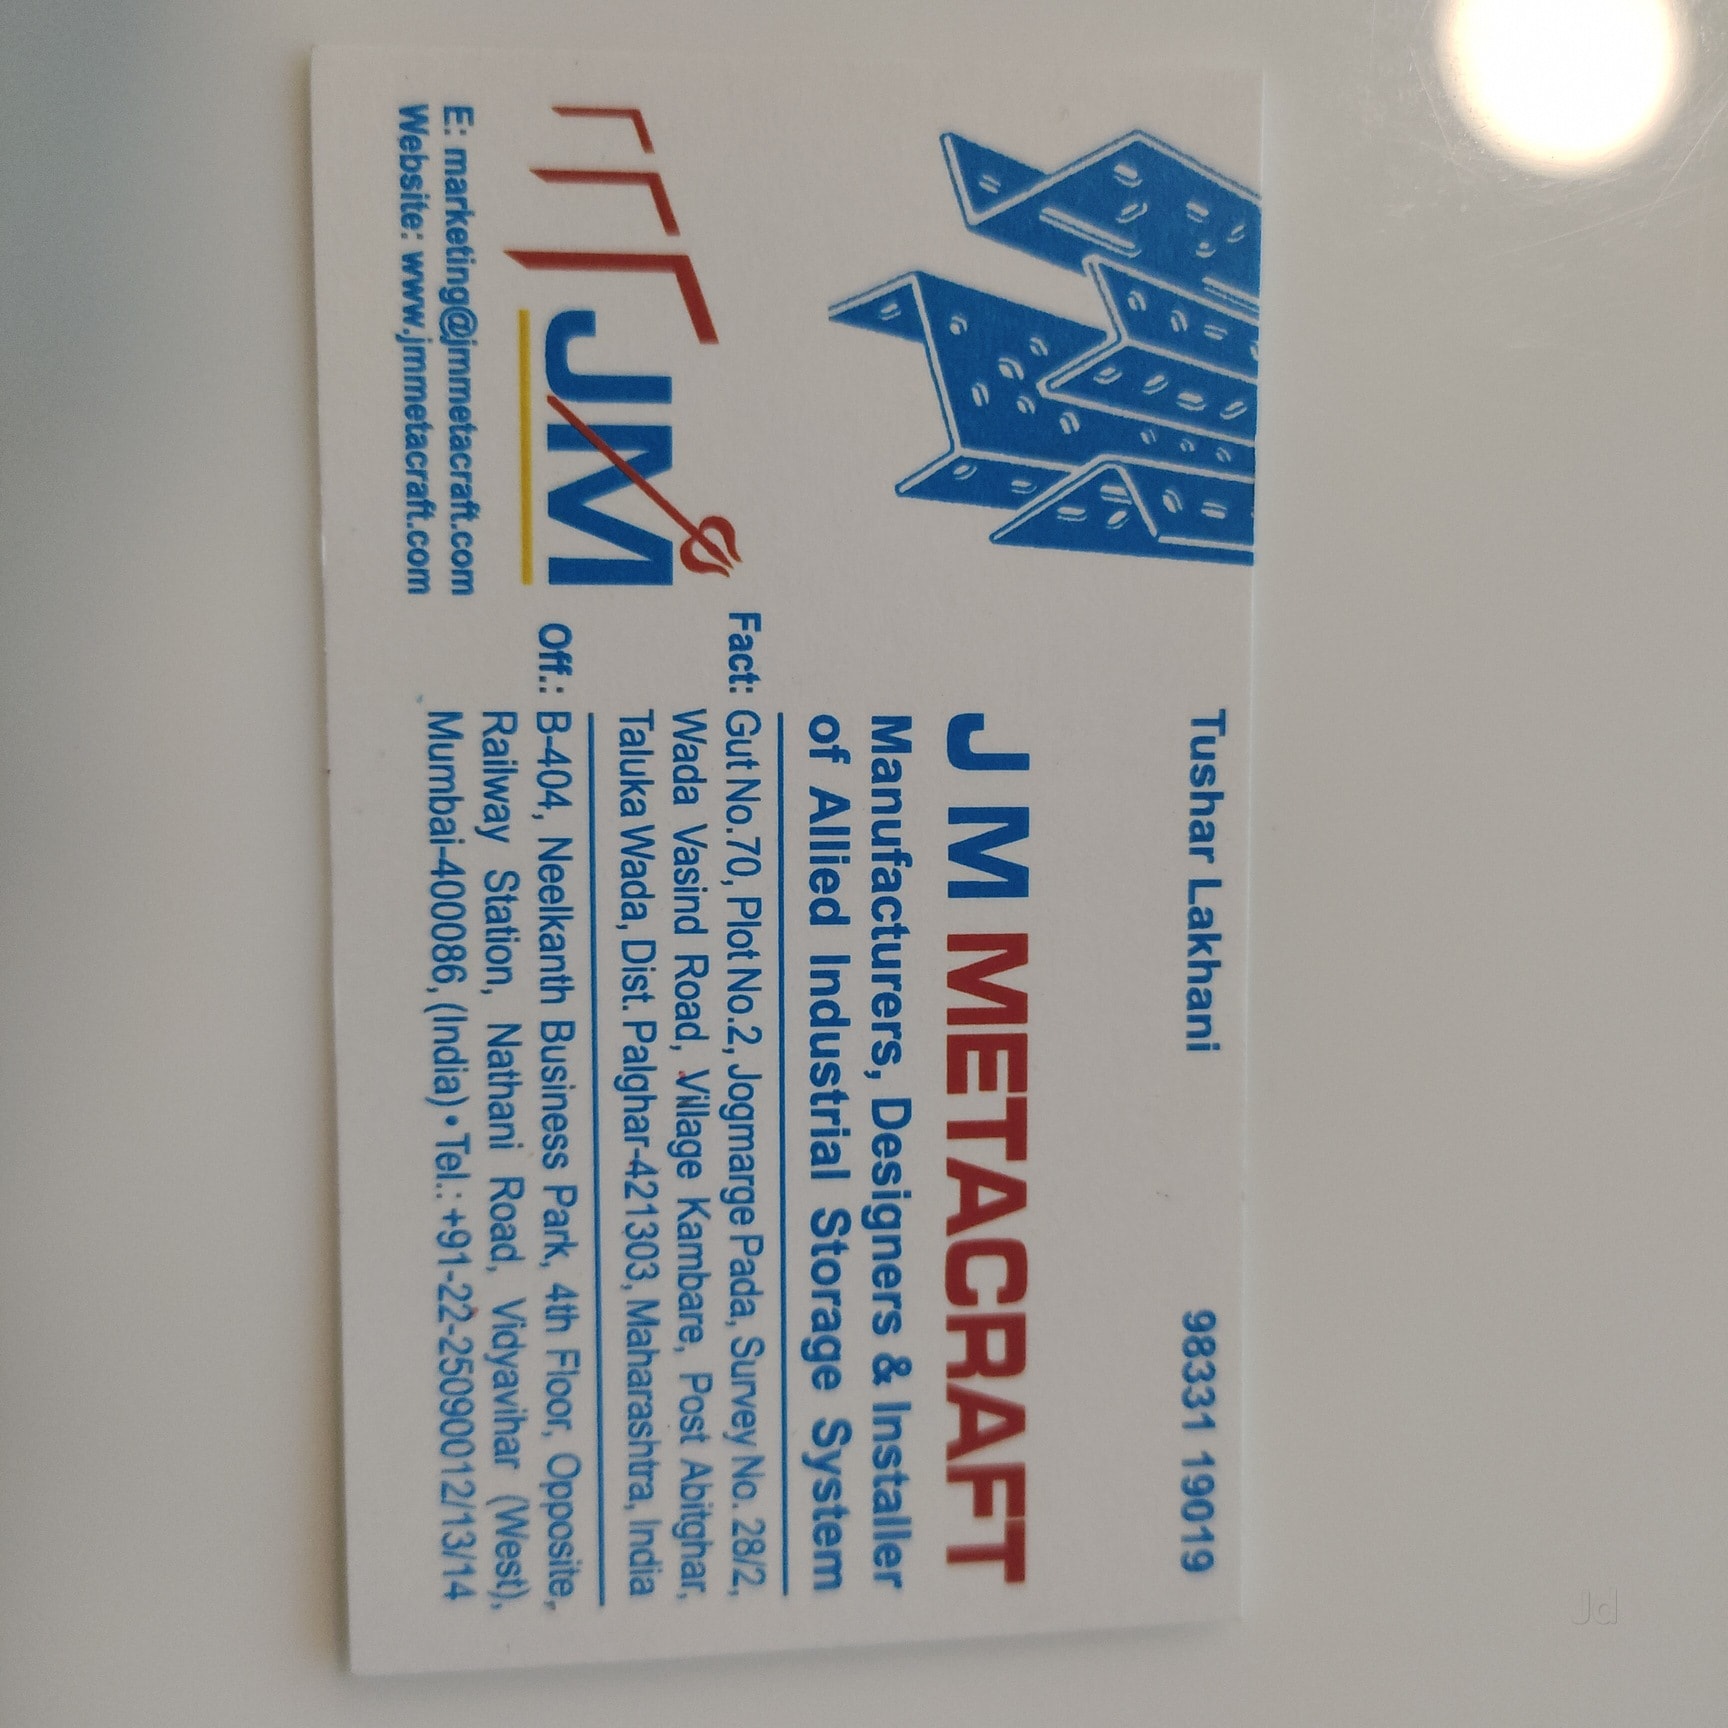 Tushar Lakhani 98331 19019
J M METACRAFT
Manufacturers, Designers & Installer
of Allied Industrial Storage System
Fact: Gut No.70, Plot No.2, Jogmarge Pada, Survey No. 28/2,
Wada Vasind Road, Village Kambare, Post Abitghar,
Taluka Wada, Dist. Palghar-421303, Maharashtra, India
Off.: B-404, Neelkanth Business Park, 4th Floor, Opposite,
Railway Station, Nathani Road, Vidyavihar (West),
Mumbai-400086, (India) • Tel.: +91-22-25090012/13/14
JM
E: marketing@jmmetacraft.com
Website: www.jmmetacraft.com
Jd